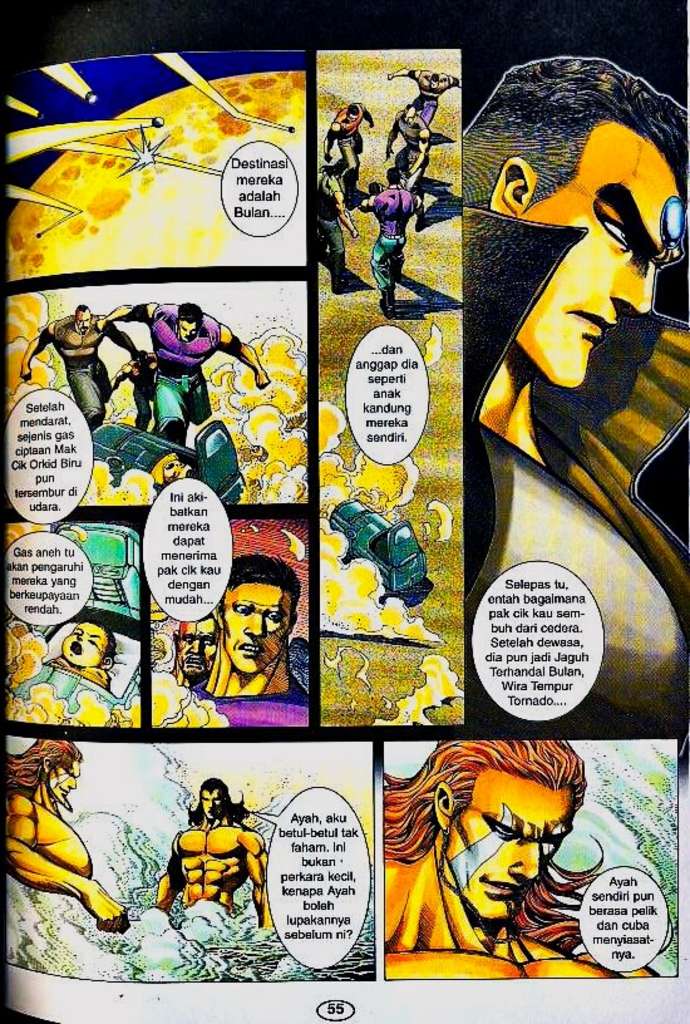 Destinasi
mereka
adalah
Bulan....
Setelah
mendarat,
sejenis gas
ciptaan Mak
Cik Orkid Biru
pun
tersembur di
udara.
Gas aneh tu
akan pengaruhi
mereka yang
berkeupayaan
rendah.
Ini aki-
batkan
mereka
dapat
menerima
pak cik kau
dengan
mudah...
...dan
anggap dia
seperti
anak
kandung
mereka
sendiri.
Selepas tu,
entah bagaimana
pak cik kau sem-
buh dari cedera.
Setelah dewasa,
dia pun jadi Jaguh
Terhandal Bulan,
Wira Tempur
Tornado....
Ayah, aku
betul-betul tak
faham. Ini
bukan
perkara kecil,
kenapa Ayah
boleh
lupakannya
sebelum ni?
Ayah
sendiri pun
berasa pelik
dan cuba
menyiasat-
nya.
55